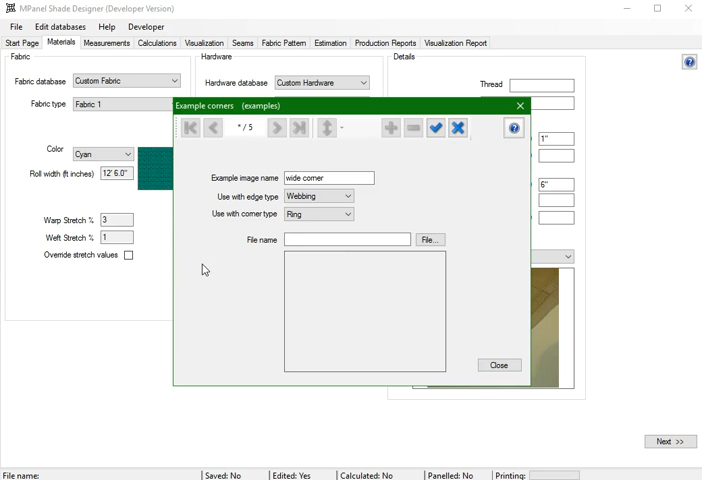 MPanel Shade Designer (Developer Version)
File Edit databases Help Developer
Start Page Materials Measurements Calculations Visualization Seams Fabric Pattern Estimation Production Reports Visualization Report
Fabric Hardware Details
Fabric database Custom Fabric Hardware database Custom Hardware Thread
Fabric type Fabric 1
Example corners (examples)
* / 5
1"
Color Cyan
Roll width (ft inches) 12' 6.0"
Example image name wide corner
6"
Use with edge type Webbing
Use with corner type Ring
Warp Stretch % 3
Weft Stretch % 1
File name File...
Override stretch values
Close
Next >>
File name: Saved: No Edited: Yes Calculated: No Panelled: No Printing: